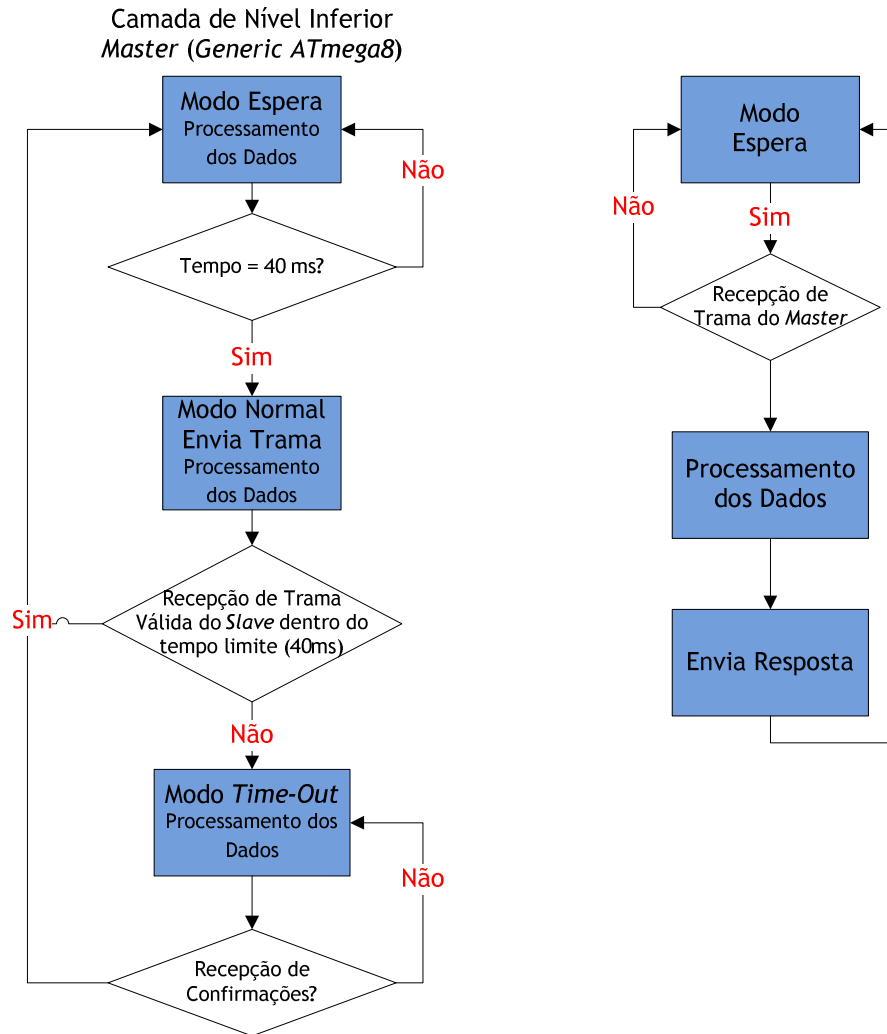 Camada de Nível Inferior
Master (Generic ATmega8)
Modo Espera
Processamento
dos Dados
Não
Tempo = 40 ms?
Sim
Modo Normal
Envia Trama
Processamento
dos Dados
Recepção de Trama
Válida do Slave dentro do
tempo limite (40ms)
Sim
Não
Modo Time-Out
Processamento dos
Dados
Não
Recepção de
Confirmações?
Modo
Espera
Não
Sim
Recepção de
Trama do Master
Processamento
dos Dados
Envia Resposta